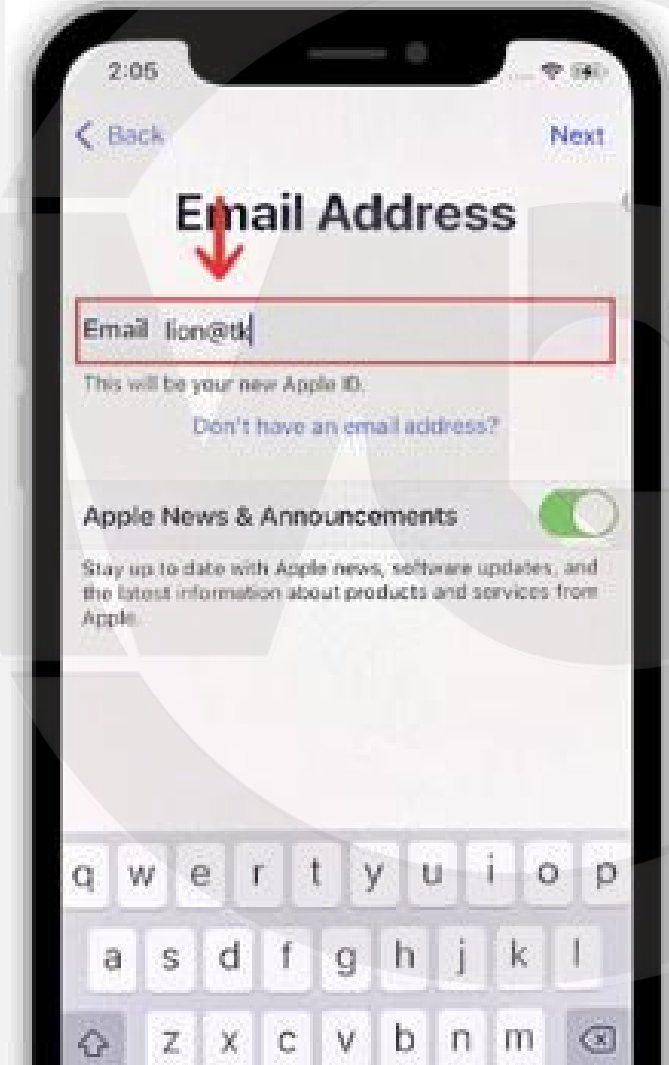 2:05
Back Next
Email Address
Email lion@tk
This will be your new Apple ID.
Don't have an email address?
Apple News & Announcements
Stay up to date with Apple news, software updates, and
the latest information about products and services from
Apple.
q w e r t y u i o p
a s d f g h j k l
z x c v b n m